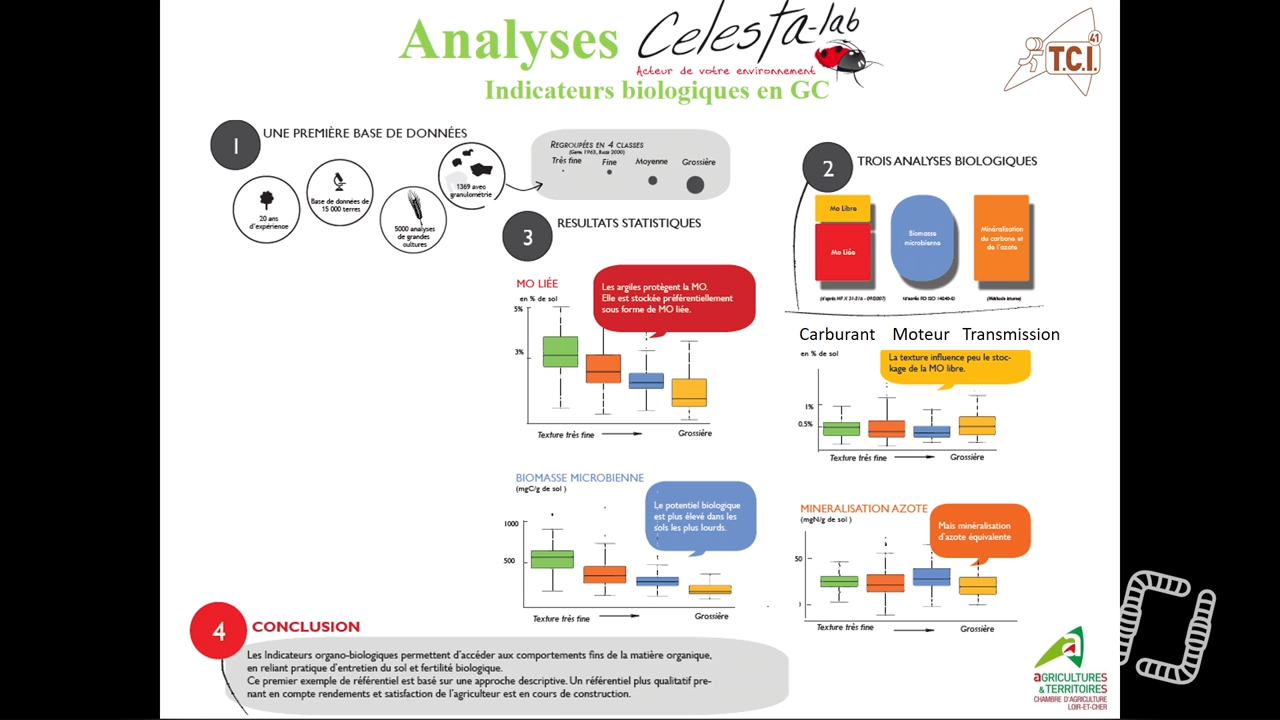 Analyses Celesta-lab
Acteur de votre environnement
Indicateurs biologiques en GC
41
T.C.I.
1 UNE PREMIÈRE BASE DE DONNÉES
20 ans
d'expérience
Base de données de
15 000 terres
5000 analyses
de grandes
cultures
1369 avec
granulométrie
REGROUPÉES EN 4 CLASSES
Très fine Fine Moyenne Grossière
2 TROIS ANALYSES BIOLOGIQUES
Mo Libre
Mo Liée
Biomasse
microbienne
Minéralisation
du carbone et
de l'azote
(Méthode interne)
Carburant Moteur Transmission
3 RESULTATS STATISTIQUES
MO LIÉE
en % de sol
Les argiles protègent la MO.
Elle est stockée préférentiellement
sous forme de MO liée.
5%
3%
Texture très fine Grossière
en % de sol
La texture influence peu le stoc-
kage de la MO libre.
1%
0.5%
Texture très fine Grossière
BIOMASSE MICROBIENNE
(mgC/g de sol )
Le potentiel biologique
est plus élevé dans les
sols les plus lourds.
1000
500
Texture très fine Grossière
MINERALISATION AZOTE
(mgN/g de sol )
Mais minéralisation
d'azote équivalente
50
Texture très fine Grossière
4 CONCLUSION
Les Indicateurs organo-biologiques permettent d'accéder aux comportements fins de la matière organique,
en reliant pratique d'entretien du sol et fertilité biologique.
Ce premier exemple de référentiel est basé sur une approche descriptive. Un référentiel plus qualitatif pre-
nant en compte rendements et satisfaction de l'agriculteur est en cours de construction.
AGRICULTURES
& TERRITOIRES
CHAMBRE D'AGRICULTURE
LOIR-ET-CHER